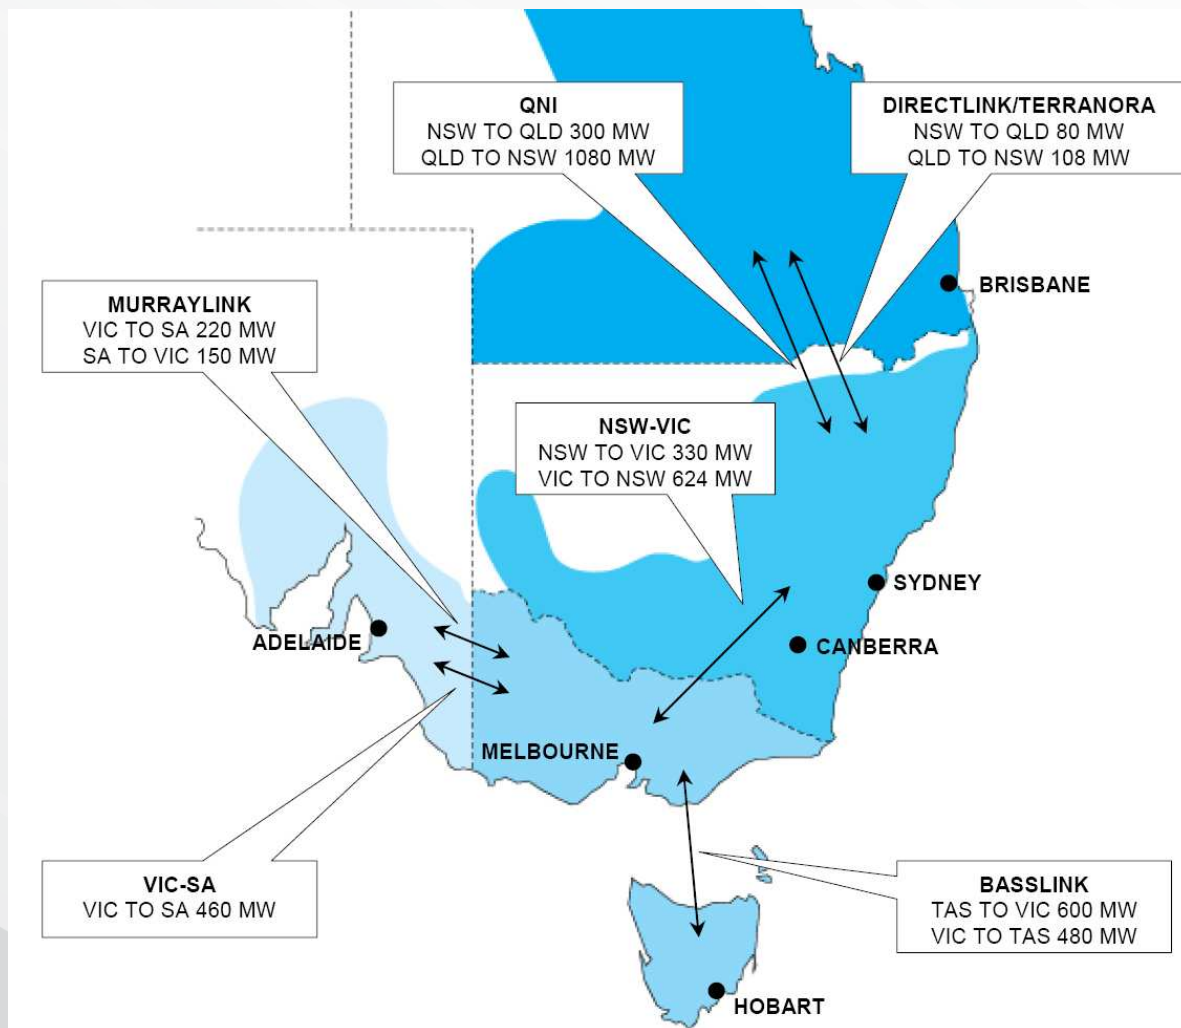 QNI
NSW TO QLD 300 MW
QLD TO NSW 1080 MW
DIRECTLINK/TERRANORA
NSW TO QLD 80 MW
QLD TO NSW 108 MW
BRISBANE
MURRAYLINK
VIC TO SA 220 MW
SA TO VIC 150 MW
NSW-VIC
NSW TO VIC 330 MW
VIC TO NSW 624 MW
SYDNEY
ADELAIDE
CANBERRA
MELBOURNE
VIC-SA
VIC TO SA 460 MW
BASSLINK
TAS TO VIC 600 MW
VIC TO TAS 480 MW
HOBART